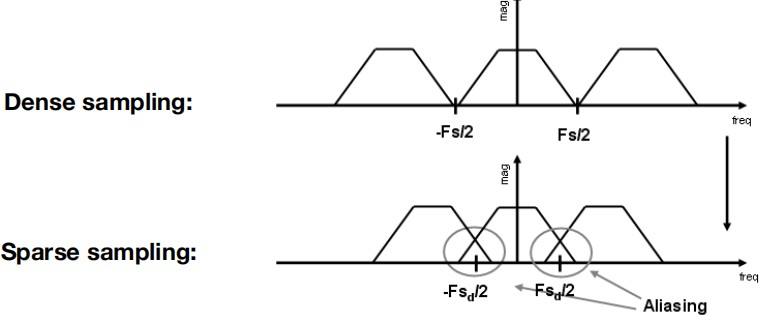 mag
Dense sampling:
-Fs/2 Fs/2
freq
mag
Sparse sampling:
freq
-Fsd/2 Fsd/2
Aliasing